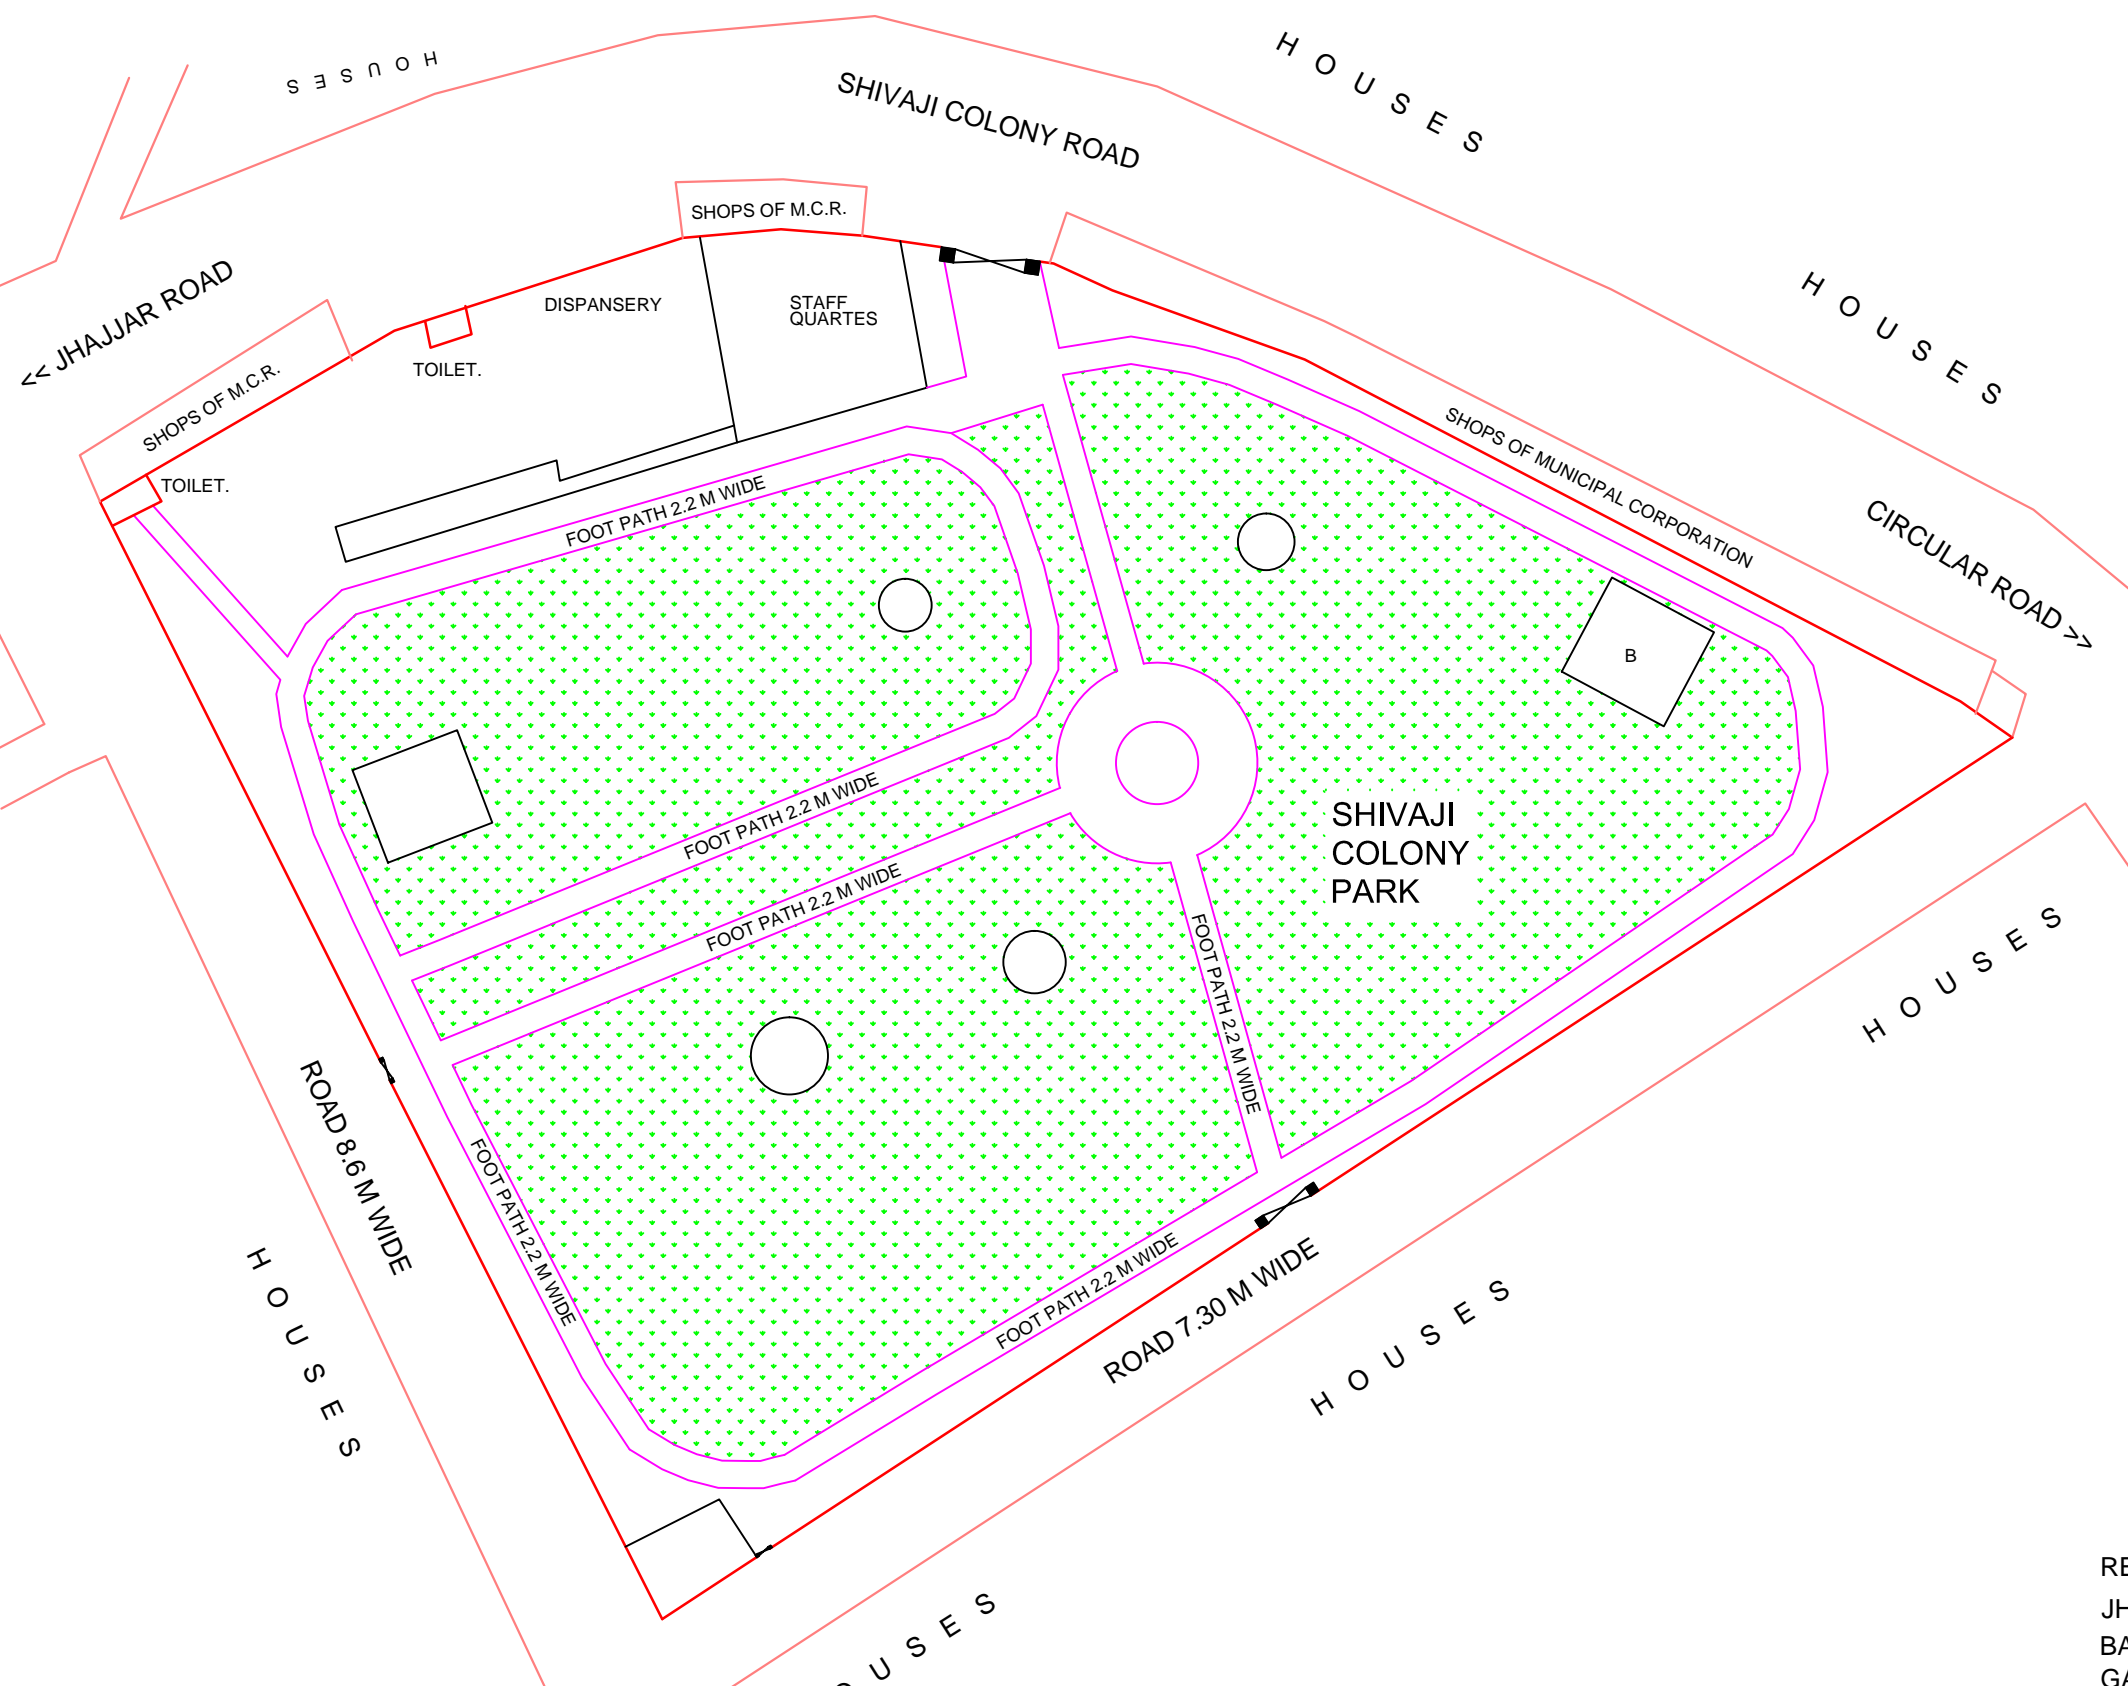 HOUSES
HOUSES
SHIVAJI COLONY ROAD
SHOPS OF M.C.R.
<< JHAJJAR ROAD
HOUSES
DISPANSERY
STAFF
QUARTES
TOILET.
SHOPS OF M.C.R.
TOILET.
SHOPS OF MUNICIPAL CORPORATION
CIRCULAR ROAD >>
FOOT PATH 2.2 M WIDE
B
FOOT PATH 2.2 M WIDE
SHIVAJI
COLONY
PARK
FOOT PATH 2.2 M WIDE
FOOT PATH 2.2 M WIDE
HOUSES
ROAD 8.6 M WIDE
FOOT PATH 2.2 M WIDE
FOOT PATH 2.2 M WIDE
ROAD 7.30 M WIDE
HOUSES
HOUSES
OUSES